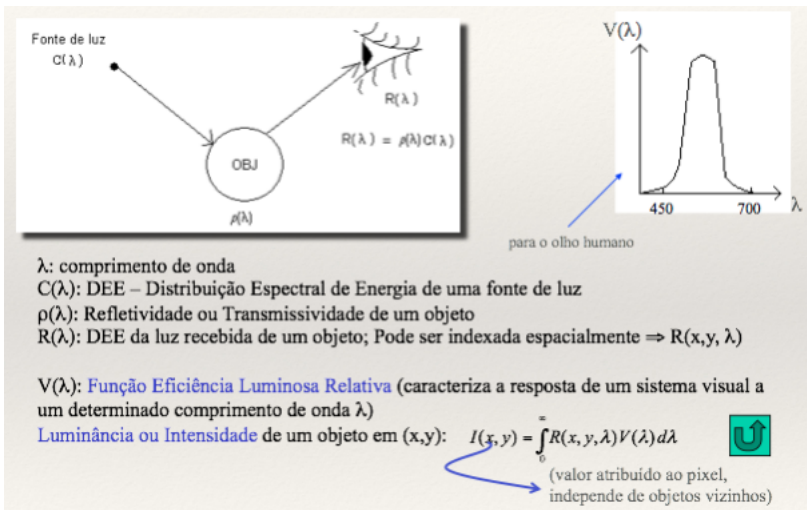 Fonte de luz
C(λ)
R(λ)
R(λ) = ρ(λ)C(λ)
OBJ
ρ(λ)
V(λ)
450 700 λ
para o olho humano
λ: comprimento de onda
C(λ): DEE – Distribuição Espectral de Energia de uma fonte de luz
ρ(λ): Refletividade ou Transmissividade de um objeto
R(λ): DEE da luz recebida de um objeto; Pode ser indexada espacialmente ⇒ R(x,y, λ)
V(λ): Função Eficiência Luminosa Relativa (caracteriza a resposta de um sistema visual a
um determinado comprimento de onda λ)
Luminância ou Intensidade de um objeto em (x,y): I(x,y) = ∫₀^∞ R(x,y,λ)V(λ)dλ
(valor atribuído ao pixel,
independe de objetos vizinhos)